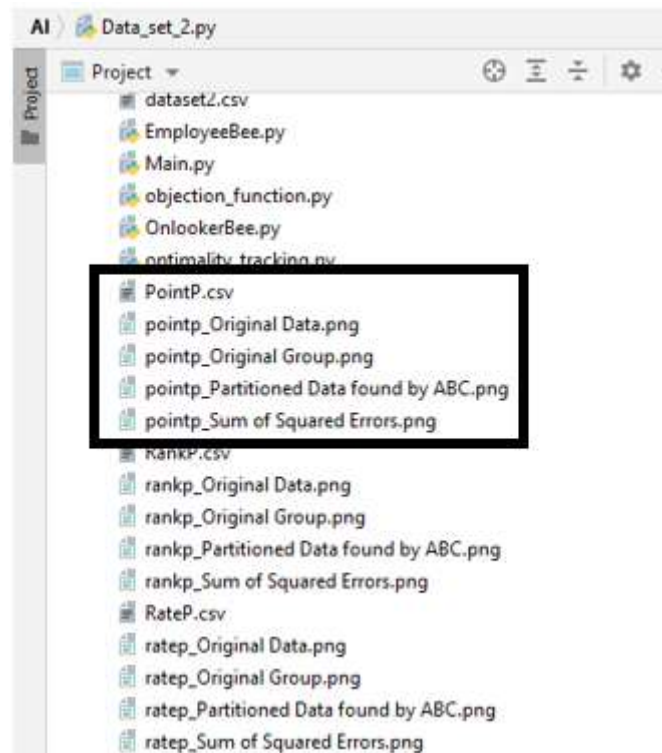 AI Data_set_2.py
Project
Project
dataset2.csv
EmployeeBee.py
Main.py
objection_function.py
OnlookerBee.py
optimality_tracking.py
PointP.csv
pointp_Original Data.png
pointp_Original Group.png
pointp_Partitioned Data found by ABC.png
pointp_Sum of Squared Errors.png
RankP.csv
rankp_Original Data.png
rankp_Original Group.png
rankp_Partitioned Data found by ABC.png
rankp_Sum of Squared Errors.png
RateP.csv
ratep_Original Data.png
ratep_Original Group.png
ratep_Partitioned Data found by ABC.png
ratep_Sum of Squared Errors.png